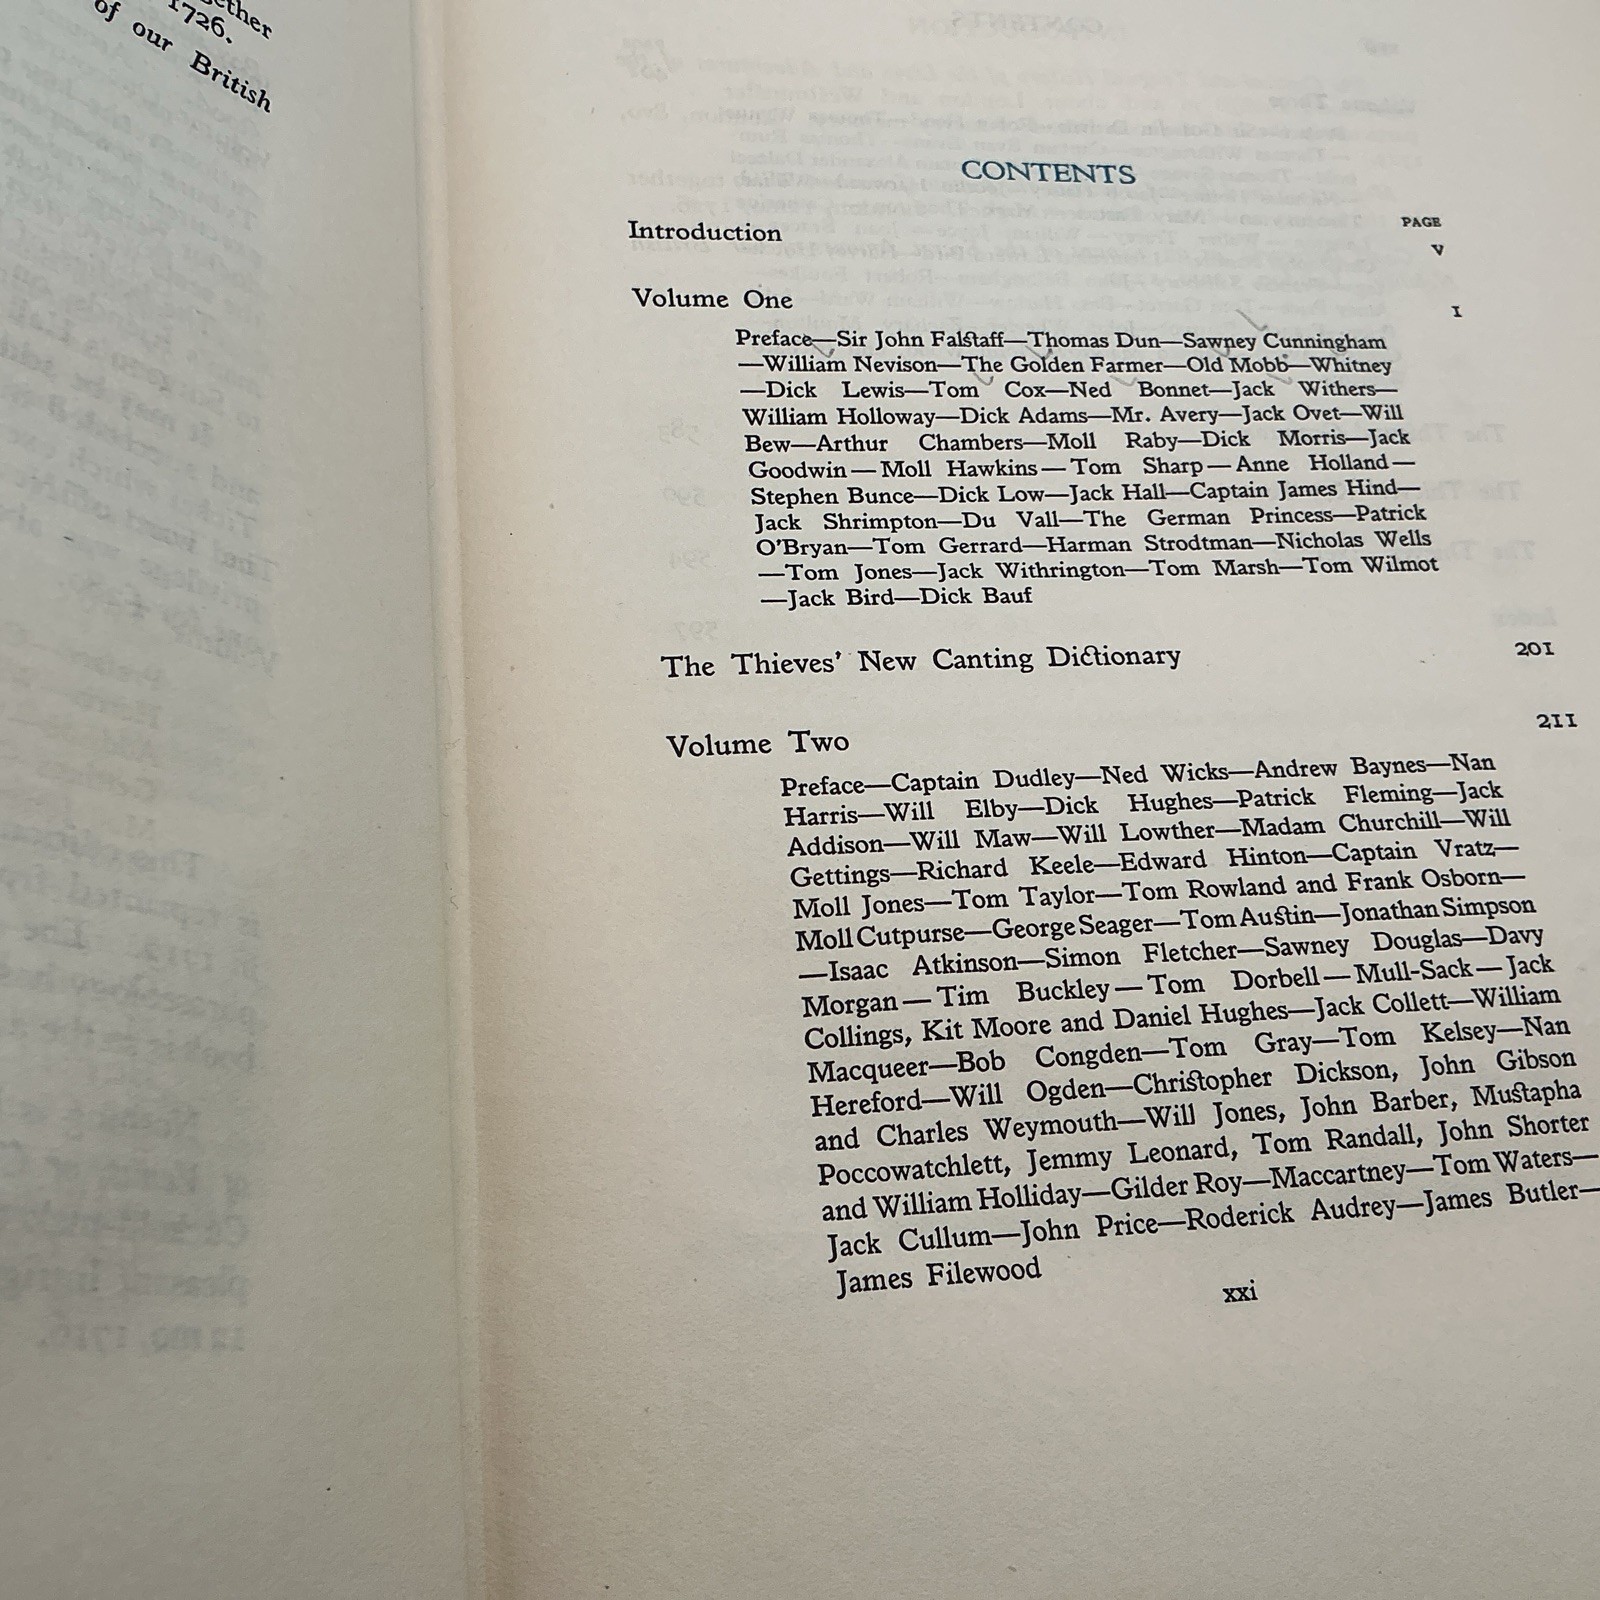 1726.
of our British
CONTENTS
PAGE
Introduction V
Volume One 1
Preface—Sir John Falstaff—Thomas Dun—Sawney Cunningham
—William Nevison—The Golden Farmer—Old Mobb—Whitney
—Dick Lewis—Tom Cox—Ned Bonnet—Jack Withers—
William Holloway—Dick Adams—Mr. Avery—Jack Ovet—Will
Bew—Arthur Chambers—Moll Raby—Dick Morris—Jack
Goodwin—Moll Hawkins—Tom Sharp—Anne Holland—
Stephen Bunce—Dick Low—Jack Hall—Captain James Hind—
Jack Shrimpton—Du Vall—The German Princess—Patrick
O'Bryan—Tom Gerrard—Harman Strodtman—Nicholas Wells
—Tom Jones—Jack Withrington—Tom Marsh—Tom Wilmot
—Jack Bird—Dick Bauf
The Thieves' New Canting Dictionary 201
Volume Two 211
Preface—Captain Dudley—Ned Wicks—Andrew Baynes—Nan
Harris—Will Elby—Dick Hughes—Patrick Fleming—Jack
Addison—Will Maw—Will Lowther—Madam Churchill—Will
Gettings—Richard Keele—Edward Hinton—Captain Vratz—
Moll Jones—Tom Taylor—Tom Rowland and Frank Osborn—
Moll Cutpurse—George Seager—Tom Austin—Jonathan Simpson
—Isaac Atkinson—Simon Fletcher—Sawney Douglas—Davy
Morgan—Tim Buckley—Tom Dorbell—Mull-Sack—Jack
Collings, Kit Moore and Daniel Hughes—Jack Collett—William
Macqueer—Bob Congden—Tom Gray—Tom Kelsey—Nan
Hereford—Will Ogden—Christopher Dickson, John Gibson
and Charles Weymouth—Will Jones, John Barber, Mustapha
Poccowatchlett, Jemmy Leonard, Tom Randall, John Shorter
and William Holliday—Gilder Roy—Maccartney—Tom Waters—
Jack Cullum—John Price—Roderick Audrey—James Butler—
James Filewood
xxi